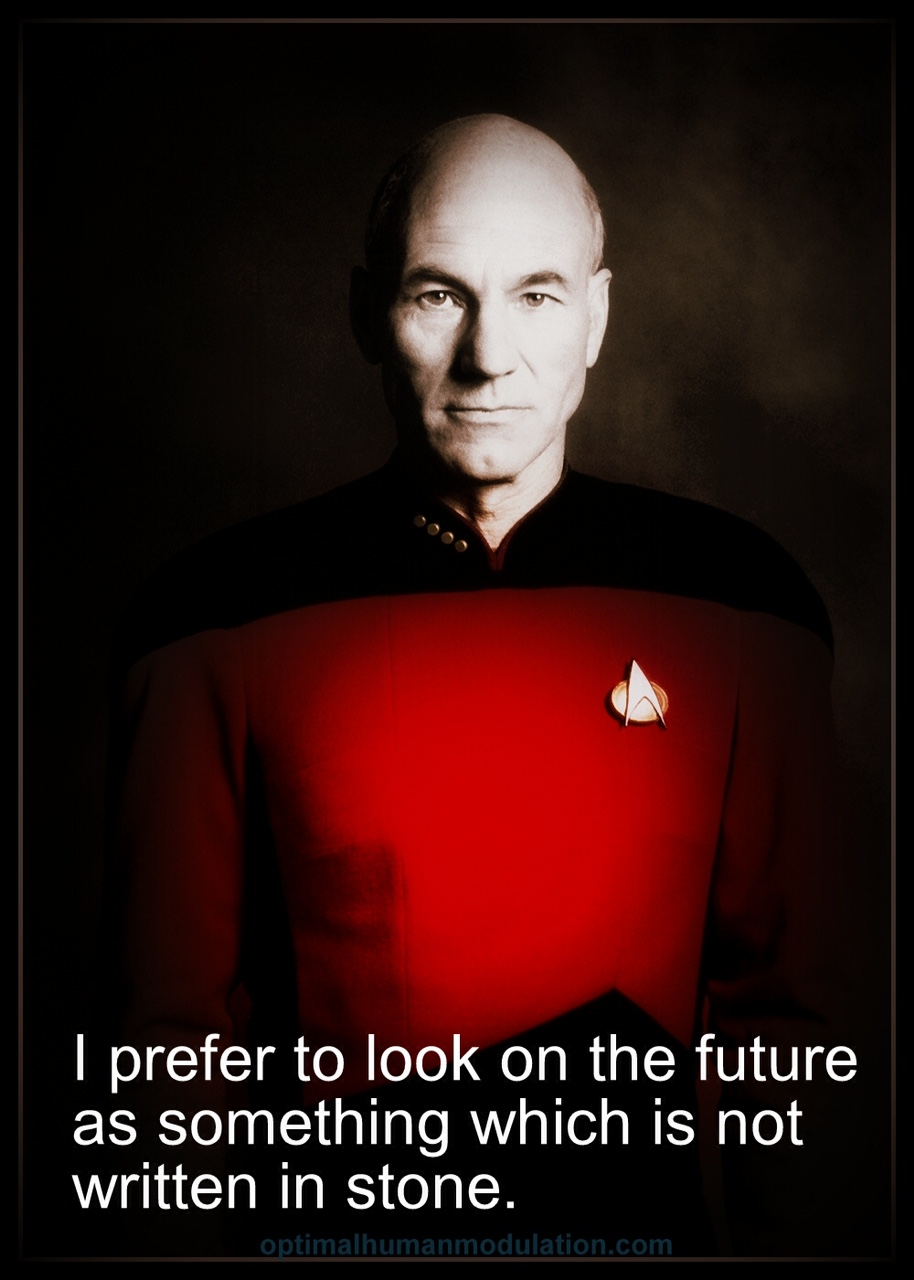 I prefer to look on the future
as something which is not
written in stone.
optimalhumanmodulation.com